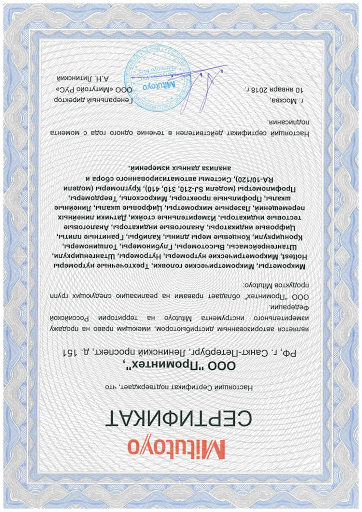 Mitutoyo
СЕРТИФИКАТ
Настоящий Сертификат подтверждает, что
ООО "Проминтех",
РФ, г. Санкт-Петербург, Ленинский проспект, д. 151
является авторизованным дистрибьютором, имеющим право на продажу
измерительного инструмента Mitutoyo на территории Российской
Федерации.
ООО "Проминтех" обладает правами на реализацию следующих групп
продуктов Mitutoyo:
Микрометры, Микрометрические головки, Трехточечные нутромеры
Holtest, Микрометрические нутромеры, Нутромеры, Штангенциркули,
Штангенрейсмасы, Высотомеры, Глубиномеры, Толщиномеры,
Кронциркули, Концевые меры длины, Калибры, Гранитные плиты,
Цифровые индикаторы, Аналоговые индикаторы, Аналоговые
тестовые индикаторы, Измерительные стойки, Датчики линейных
перемещений, Лазерные микрометры, Цифровые шкалы, Линейные
шкалы, Профильные проекторы, Микроскопы, Твердомеры,
Профилометры (модели SJ-210, 310, 410), Кругломеры (модели
RA-10/120), Системы автоматизированного сбора и
анализа данных измерений.
Настоящий сертификат действителен в течение одного года с момента
подписания
г. Москва,
10 января 2018
Генеральный директор
ООО «Митутойо РУС»
А.Н. Литинский
Mitutoyo